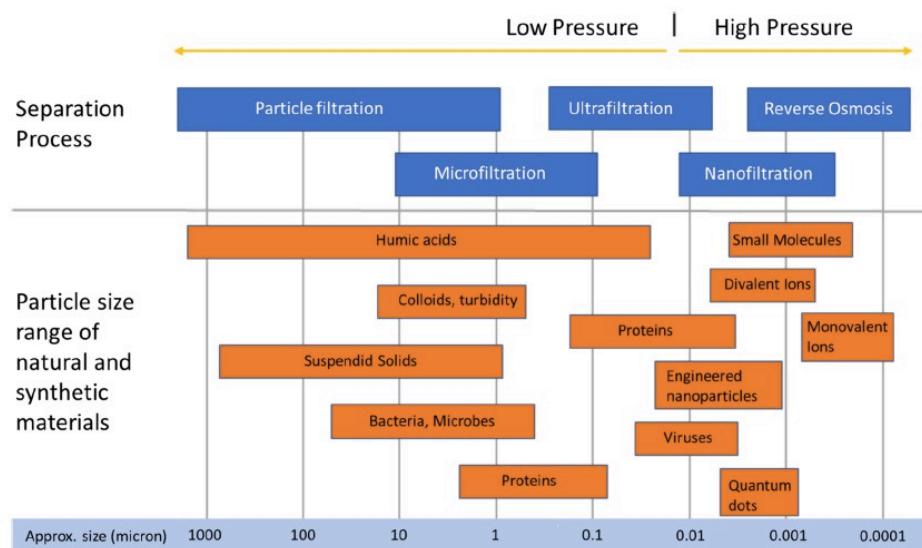 Low Pressure | High Pressure
Separation
Process
Particle filtration
Ultrafiltration
Reverse Osmosis
Microfiltration
Nanofiltration
Particle size
range of
natural and
synthetic
materials
Humic acids
Small Molecules
Divalent Ions
Colloids, turbidity
Proteins
Monovalent
Ions
Suspendid Solids
Engineered
nanoparticles
Bacteria, Microbes
Viruses
Proteins
Quantum
dots
Approx. size (micron) 1000 100 10 1 0.1 0.01 0.001 0.0001